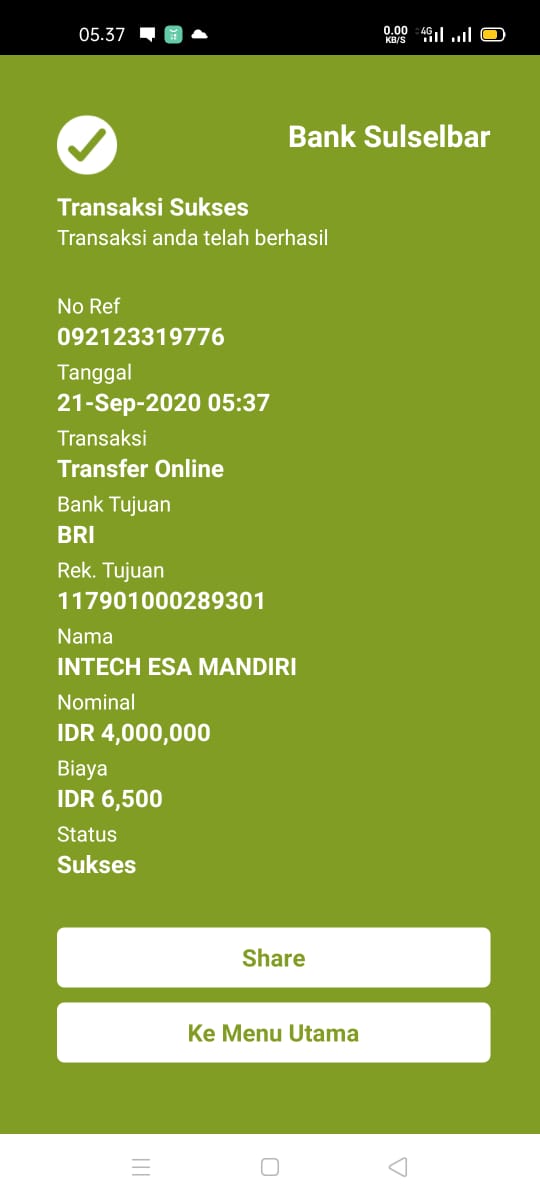 05.37
0.00
KB/S
4G
Bank Sulselbar
Transaksi Sukses
Transaksi anda telah berhasil
No Ref
092123319776
Tanggal
21-Sep-2020 05:37
Transaksi
Transfer Online
Bank Tujuan
BRI
Rek. Tujuan
117901000289301
Nama
INTECH ESA MANDIRI
Nominal
IDR 4,000,000
Biaya
IDR 6,500
Status
Sukses
Share
Ke Menu Utama